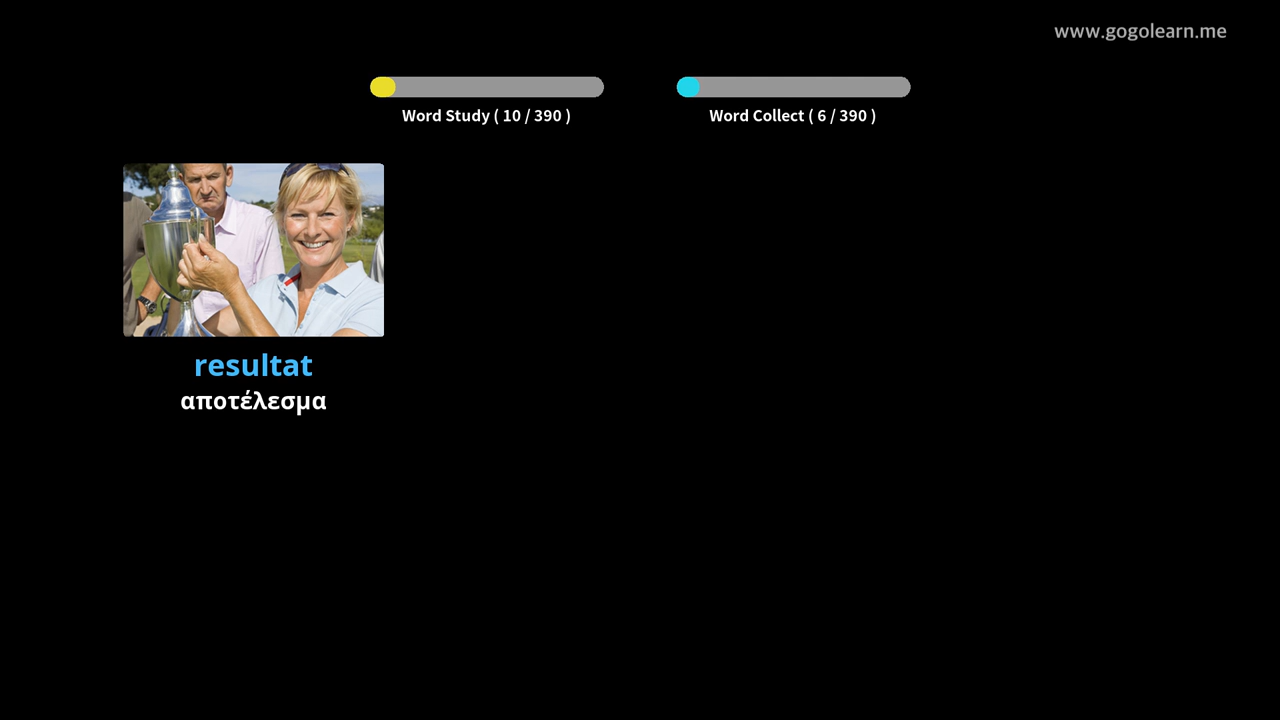 www.gogolearn.me
Word Study ( 10 / 390 )
Word Collect ( 6 / 390 )
resultat
αποτέλεσμα